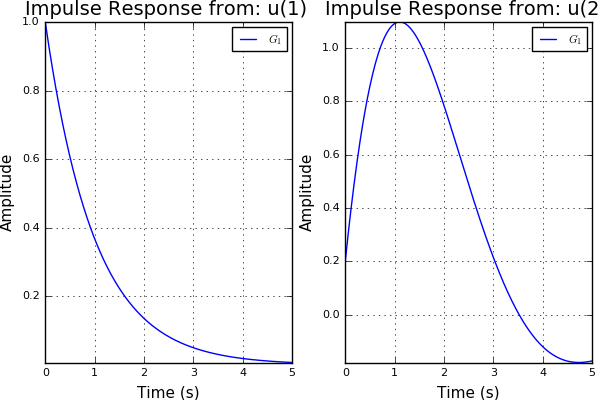 Impulse Response from: u(1)
Impulse Response from: u(2
Amplitude
1.0
0.8
0.6
0.4
0.2
G1
0 1 2 3 4 5
Time (s)
Amplitude
1.0
0.8
0.6
0.4
0.2
0.0
G1
0 1 2 3 4 5
Time (s)